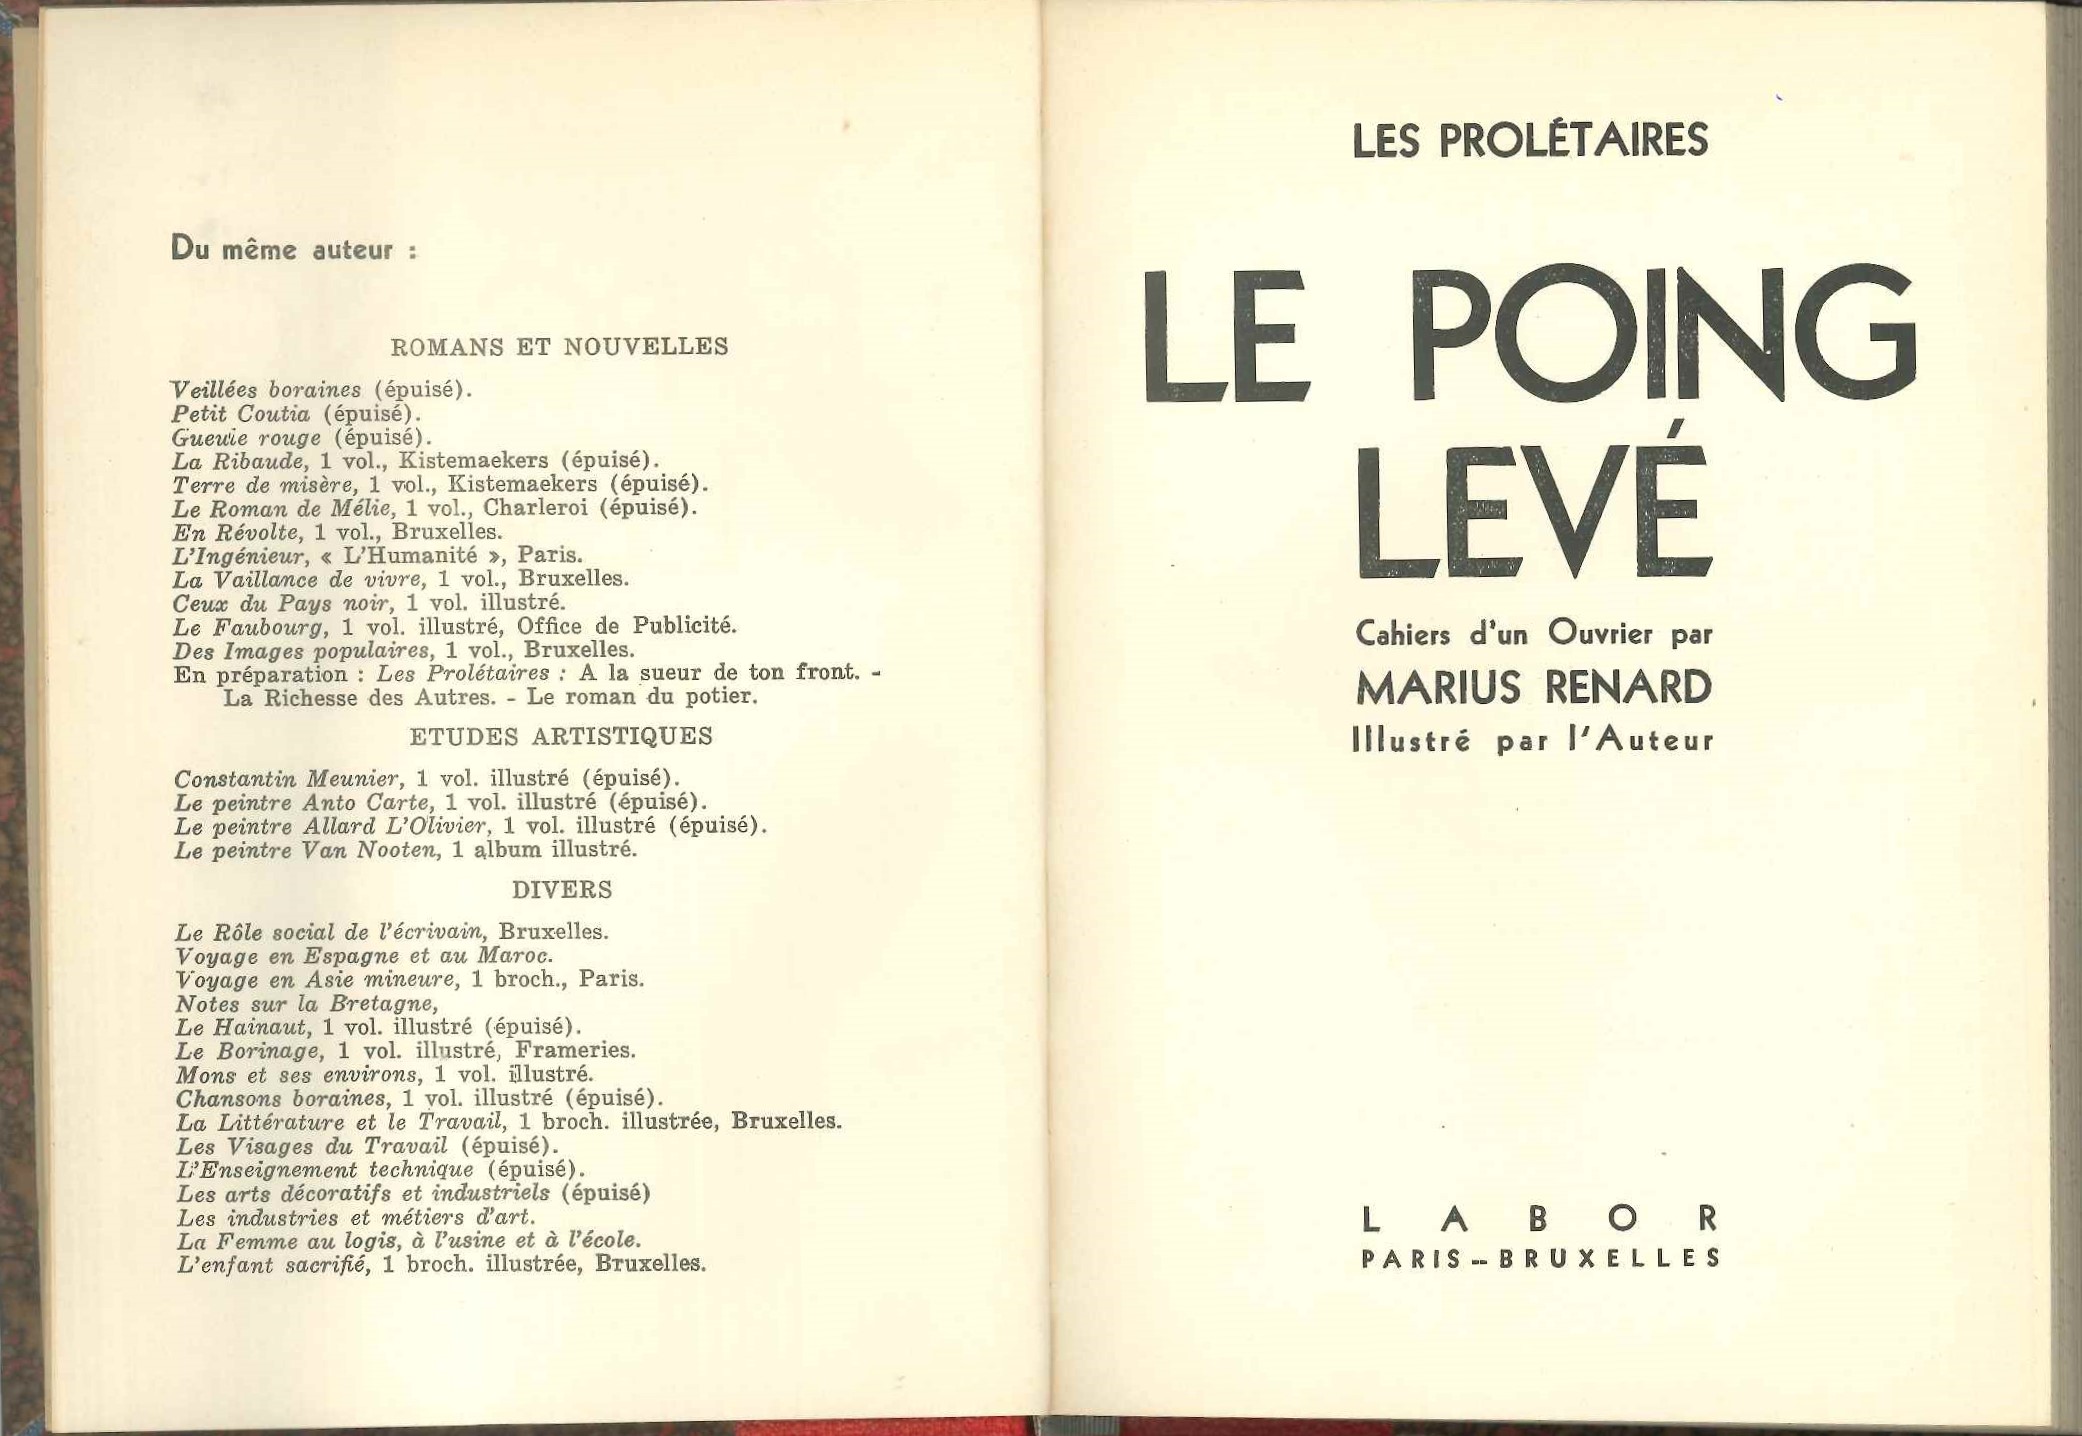 Du même auteur :
ROMANS ET NOUVELLES
Veillées boraines (épuisé).
Petit Coutia (épuisé).
Gueule rouge (épuisé).
La Ribaude, 1 vol., Kistemaekers (épuisé).
Terre de misère, 1 vol., Kistemaekers (épuisé).
Le Roman de Mélie, 1 vol., Charleroi (épuisé).
En Révolte, 1 vol., Bruxelles.
L'Ingénieur, « L'Humanité », Paris.
La Vaillance de vivre, 1 vol., Bruxelles.
Ceux du Pays noir, 1 vol. illustré.
Le Faubourg, 1 vol. illustré, Office de Publicité.
Des Images populaires, 1 vol., Bruxelles.
En préparation : Les Prolétaires : A la sueur de ton front. -
La Richesse des Autres. - Le roman du potier.
ETUDES ARTISTIQUES
Constantin Meunier, 1 vol. illustré (épuisé).
Le peintre Anto Carte, 1 vol. illustré (épuisé).
Le peintre Allard L'Olivier, 1 vol. illustré (épuisé).
Le peintre Van Nooten, 1 album illustré.
DIVERS
Le Rôle social de l'écrivain, Bruxelles.
Voyage en Espagne et au Maroc.
Voyage en Asie mineure, 1 broch., Paris.
Notes sur la Bretagne,
Le Hainaut, 1 vol. illustré (épuisé).
Le Borinage, 1 vol. illustré, Frameries.
Mons et ses environs, 1 vol. illustré.
Chansons boraines, 1 vol. illustré (épuisé).
La Littérature et le Travail, 1 broch. illustrée, Bruxelles.
Les Visages du Travail (épuisé).
L'Enseignement technique (épuisé).
Les arts décoratifs et industriels (épuisé)
Les industries et métiers d'art.
La Femme au logis, à l'usine et à l'école.
L'enfant sacrifié, 1 broch. illustrée, Bruxelles.
LES PROLÉTAIRES
LE POING
LEVÉ
Cahiers d'un Ouvrier par
MARIUS RENARD
Illustré par l'Auteur
LABOR
PARIS--BRUXELLES